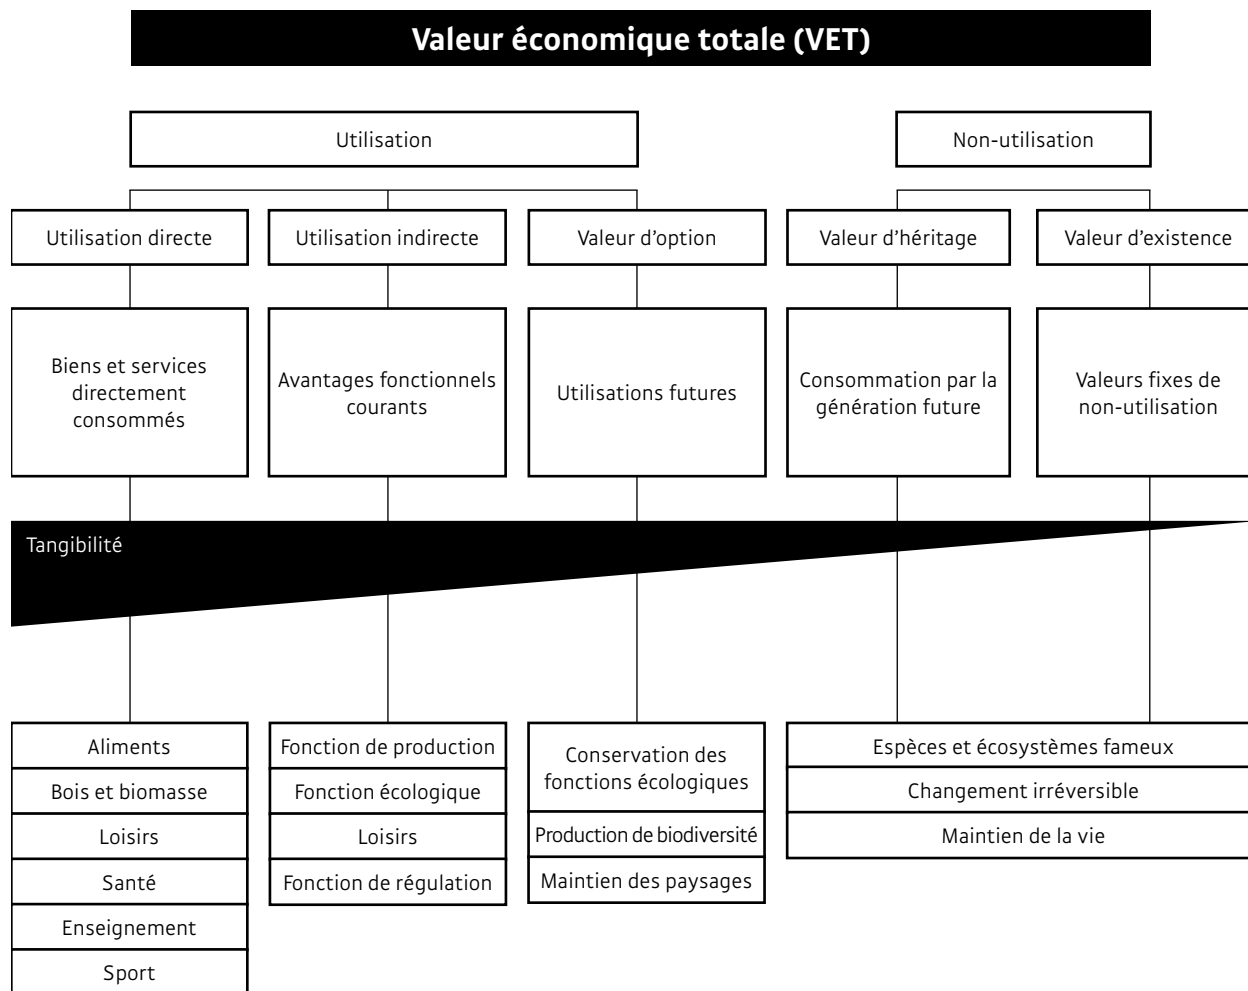 Valeur économique totale (VET)
Utilisation
Non-utilisation
Utilisation directe
Utilisation indirecte
Valeur d'option
Valeur d'héritage
Valeur d'existence
Biens et services
directement
consommés
Avantages fonctionnels
courants
Utilisations futures
Consommation par la
génération future
Valeurs fixes de
non-utilisation
Tangibilité
Aliments
Bois et biomasse
Loisirs
Santé
Enseignement
Sport
Fonction de production
Fonction écologique
Loisirs
Fonction de régulation
Conservation des
fonctions écologiques
Production de biodiversité
Maintien des paysages
Espèces et écosystèmes fameux
Changement irréversible
Maintien de la vie